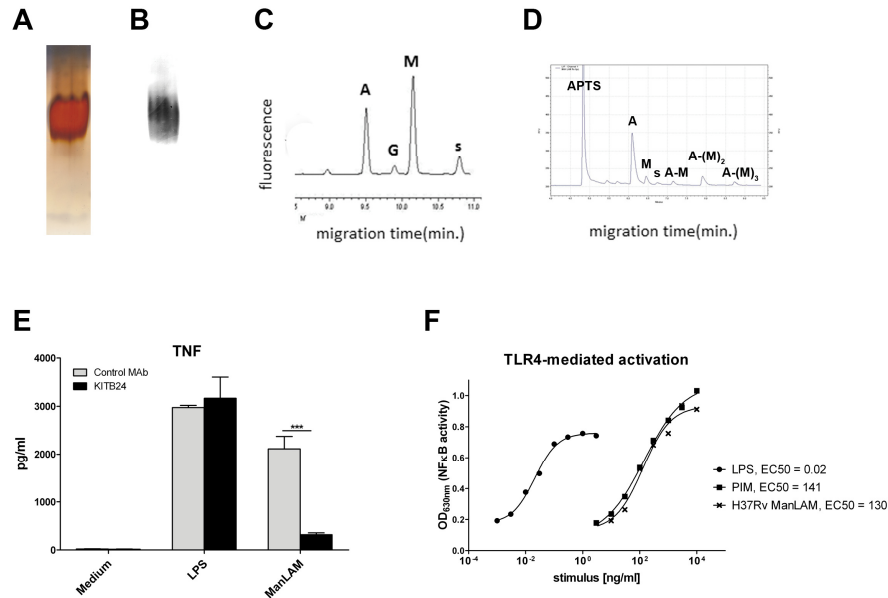 A
B
C
D
A
G
M
s
fluorescence
9.0
9.5
10.0
10.5
11.0
migration time(min.)
APTS
A
M
s
A-M
A-(M)2
A-(M)3
migration time(min.)
E
TNF
Control MAb
KITB24
***
pg/ml
4000
3000
2000
1000
0
Medium
LPS
ManLAM
F
TLR4-mediated activation
OD630nm (NFκB activity)
1.0
0.8
0.6
0.4
0.2
0.0
10-4
10-2
100
102
104
stimulus [ng/ml]
LPS, EC50 = 0.02
PIM, EC50 = 141
H37Rv ManLAM, EC50 = 130